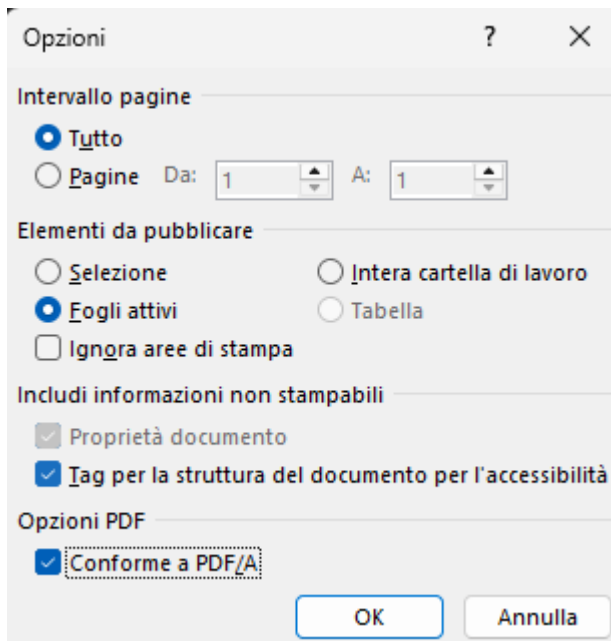 Opzioni ?
Intervallo pagine
Tutto
Pagine Da: 1 A: 1
Elementi da pubblicare
Selezione Intera cartella di lavoro
Fogli attivi Tabella
Ignora aree di stampa
Includi informazioni non stampabili
Proprietà documento
Tag per la struttura del documento per l'accessibilità
Opzioni PDF
Conforme a PDF/A
OK Annulla